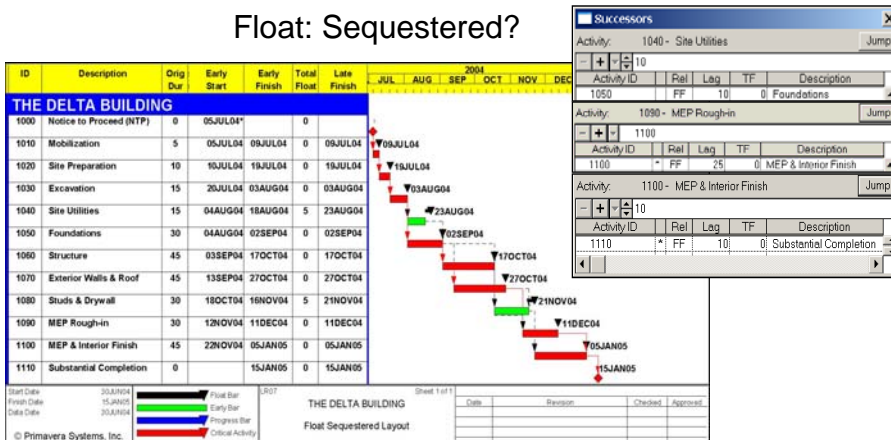 Float: Sequestered?
ID Description Orig Dur Early Start Early Finish Total Float Late Finish
2004
JUL AUG SEP OCT NOV DEC
THE DELTA BUILDING
1000 Notice to Proceed (NTP) 0 05JUL04* 0
1010 Mobilization 5 05JUL04 09JUL04 0 09JUL04 09JUL04
1020 Site Preparation 10 10JUL04 19JUL04 0 19JUL04 19JUL04
1030 Excavation 15 20JUL04 03AUG04 0 03AUG04 03AUG04
1040 Site Utilities 15 04AUG04 18AUG04 5 23AUG04 23AUG04
1050 Foundations 30 04AUG04 02SEP04 0 02SEP04 02SEP04
1060 Structure 45 03SEP04 17OCT04 0 17OCT04 17OCT04
1070 Exterior Walls & Roof 45 13SEP04 27OCT04 0 27OCT04 27OCT04
1080 Studs & Drywall 30 18OCT04 16NOV04 5 21NOV04 21NOV04
1090 MEP Rough-in 30 12NOV04 11DEC04 0 11DEC04 11DEC04
1100 MEP & Interior Finish 45 22NOV04 05JAN05 0 05JAN05 05JAN05
1110 Substantial Completion 0 15JAN05 0 15JAN05 15JAN05
Start Date 20JUN04
Finish Date 15JAN05
Data Date 20JUN04
© Primavera Systems, Inc.
Float Bar
Early Bar
Progress Bar
Critical Activity
LR07
Sheet 1 of 1
THE DELTA BUILDING
Float Sequestered Layout
Date Revision Checked Approved
Successors
Activity: 1040 - Site Utilities Jump
10
Activity ID Rel Lag TF Description
1050 FF 10 0 Foundations
Activity: 1090 - MEP Rough-in Jump
1100
Activity ID Rel Lag TF Description
1100 * FF 25 0 MEP & Interior Finish
Activity: 1100 - MEP & Interior Finish Jump
10
Activity ID Rel Lag TF Description
1110 * FF 10 0 Substantial Completion